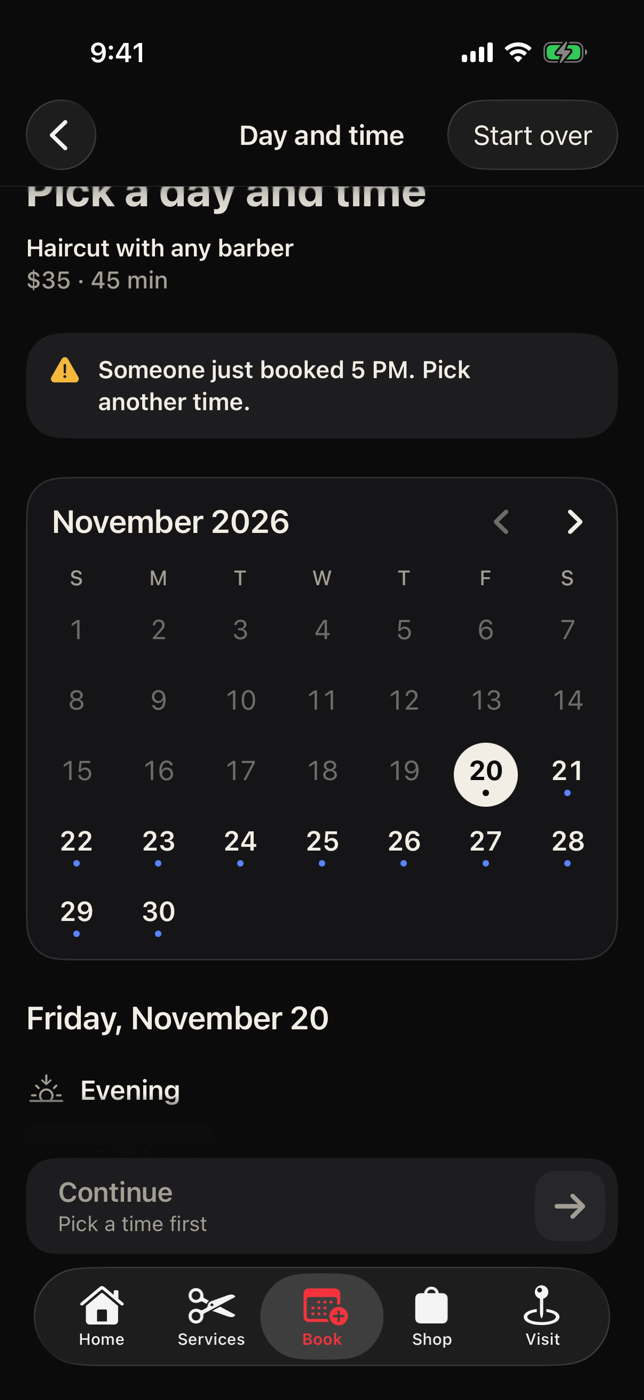 9:41
Day and time
Start over
Pick a day and time
Haircut with any barber
$35 · 45 min
Someone just booked 5 PM. Pick
another time.
November 2026
S M T W T F S
1 2 3 4 5 6 7
8 9 10 11 12 13 14
15 16 17 18 19 20 21
22 23 24 25 26 27 28
29 30
Friday, November 20
Evening
Continue
Pick a time first
Home Services Book Shop Visit